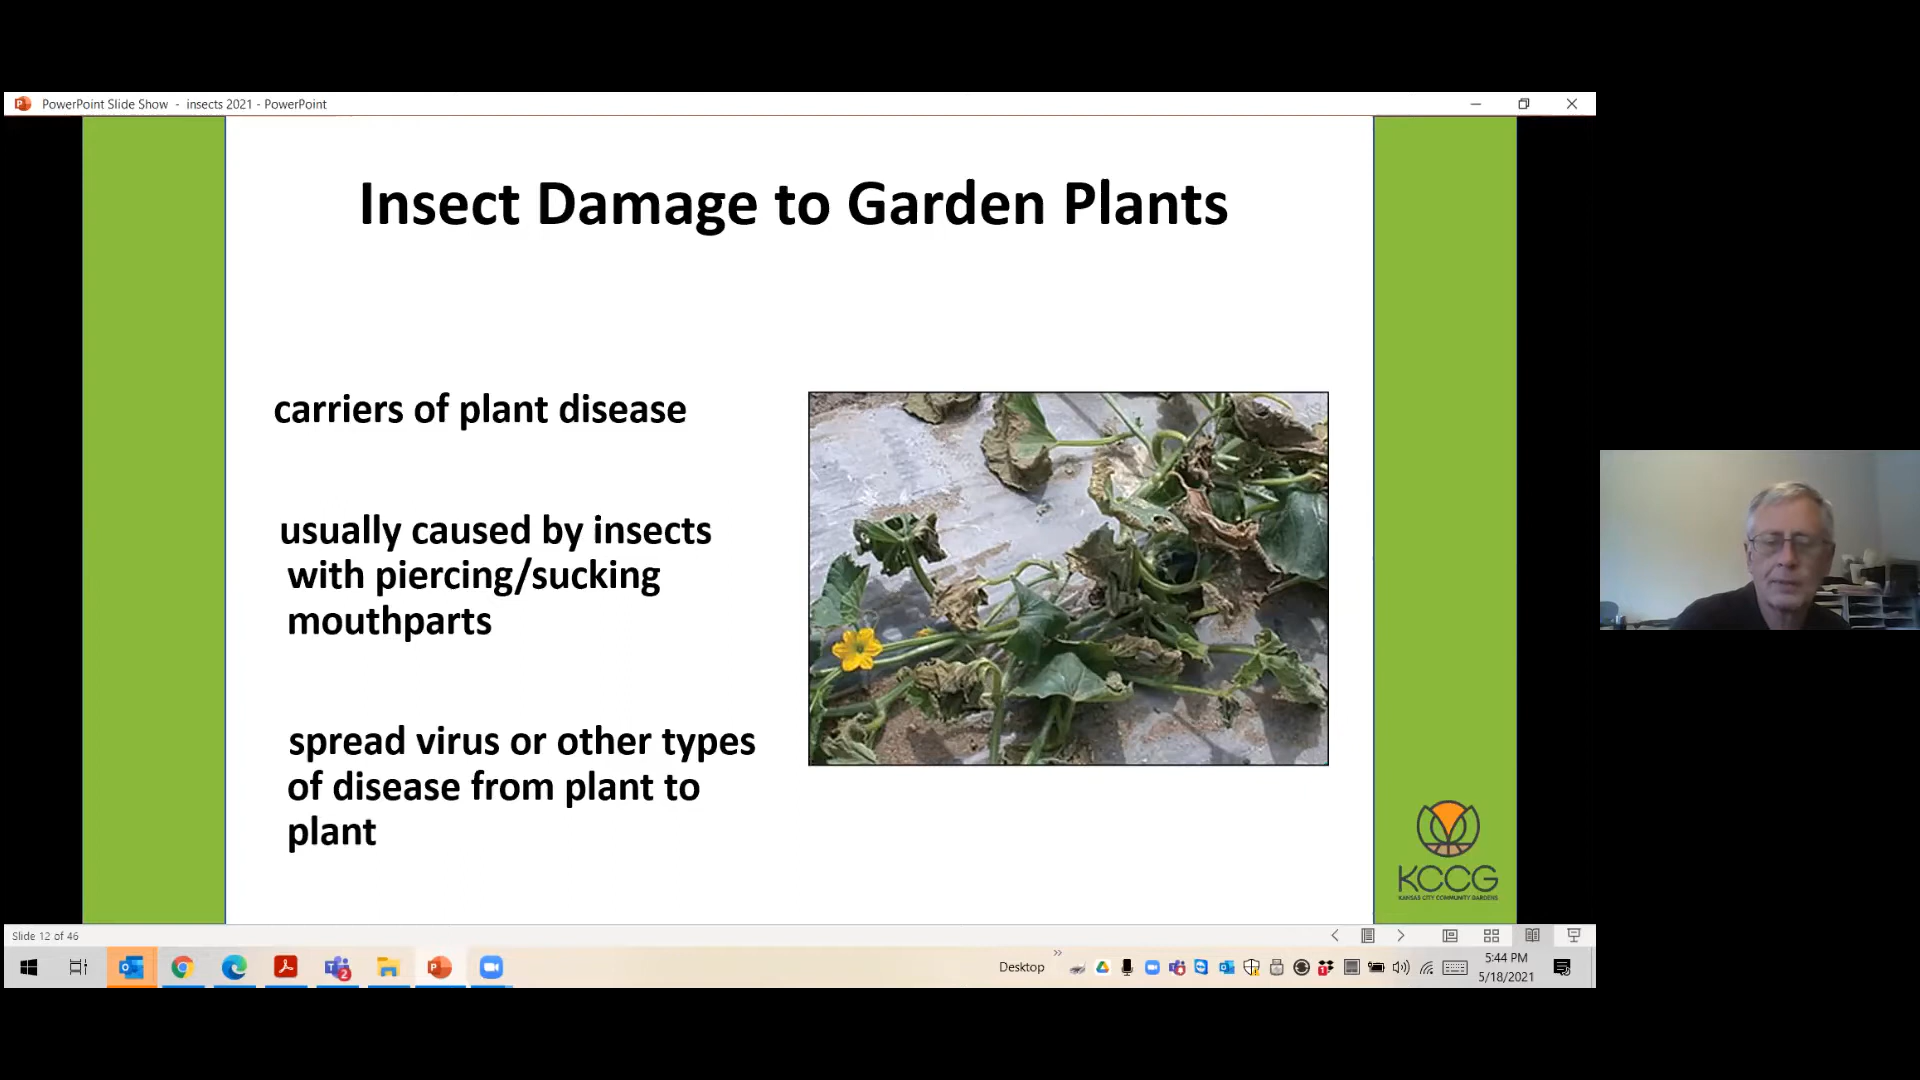 PowerPoint Slide Show - insects 2021 - PowerPoint
Insect Damage to Garden Plants
carriers of plant disease
usually caused by insects
with piercing/sucking
mouthparts
spread virus or other types
of disease from plant to
plant
KCCG
KANSAS CITY COMMUNITY GARDENS
Slide 12 of 46
Desktop
5:44 PM
5/18/2021